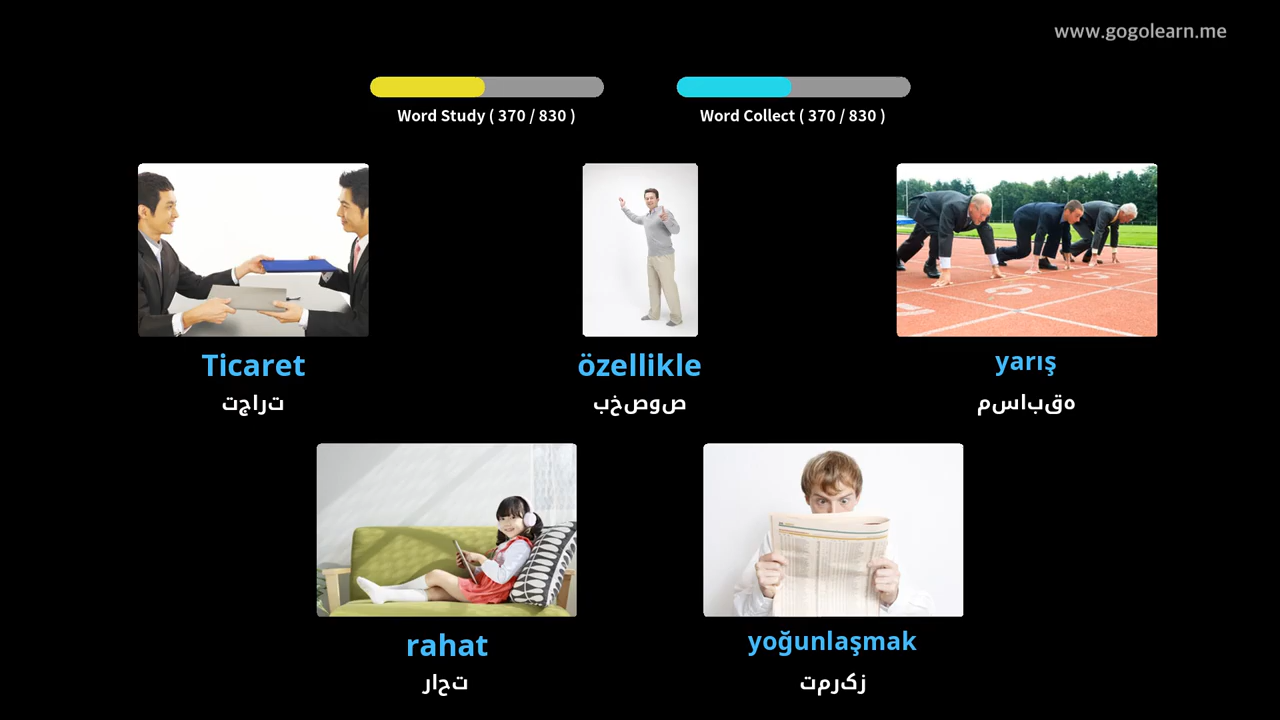 www.gogolearn.me
Word Study ( 370 / 830 )
Word Collect ( 370 / 830 )
Ticaret
تجارت
özellikle
بخصوص
yarış
مسابقه
rahat
راحت
yoğunlaşmak
تمرکز